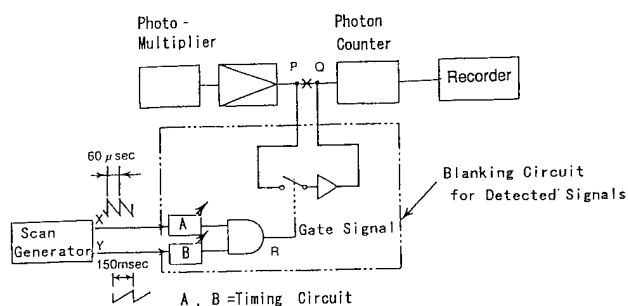 Photo-
Multiplier
Photon
Counter
P
Q
Recorder
60 μsec
Blanking Circuit
for Detected Signals
X
A
Scan
Generator
Y
B
R
Gate Signal
150msec
A, B =Timing Circuit